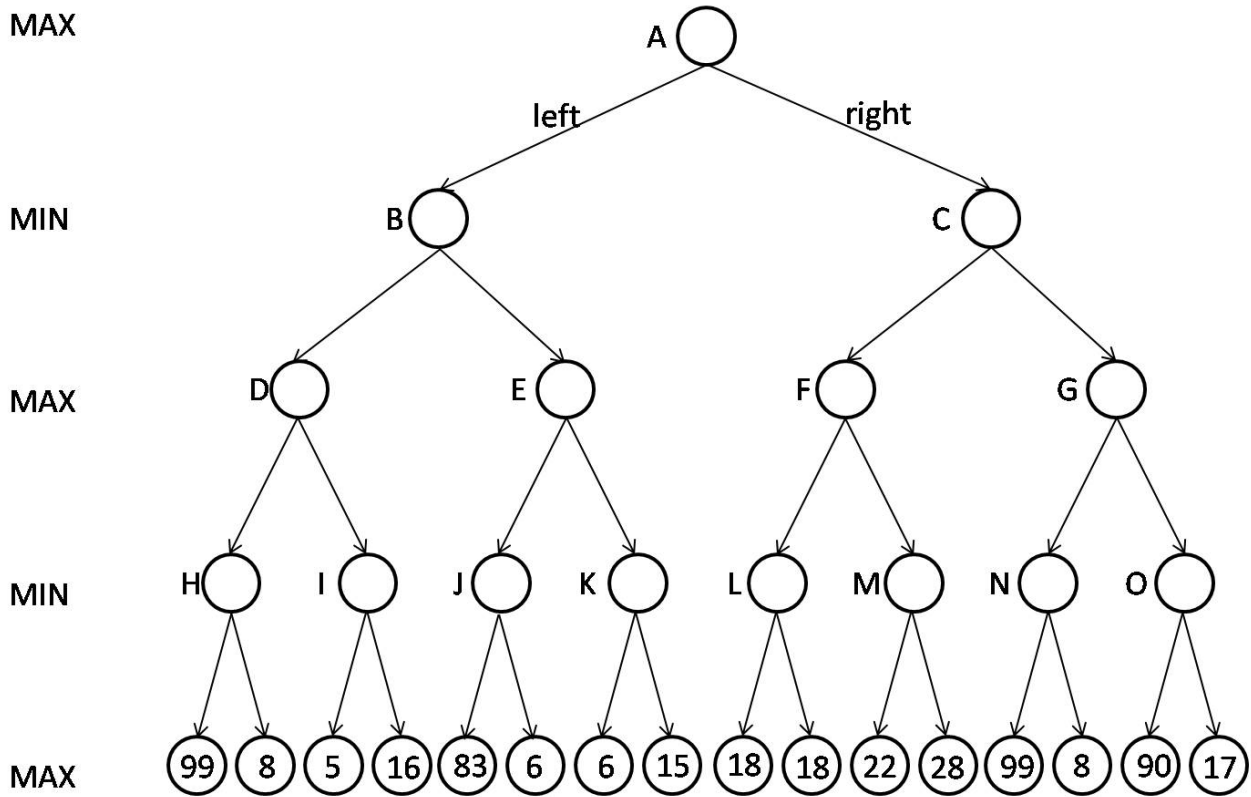 MAX A
left right
MIN B C
MAX D E F G
MIN H I J K L M N O
MAX 99 8 5 16 83 6 6 15 18 18 22 28 99 8 90 17